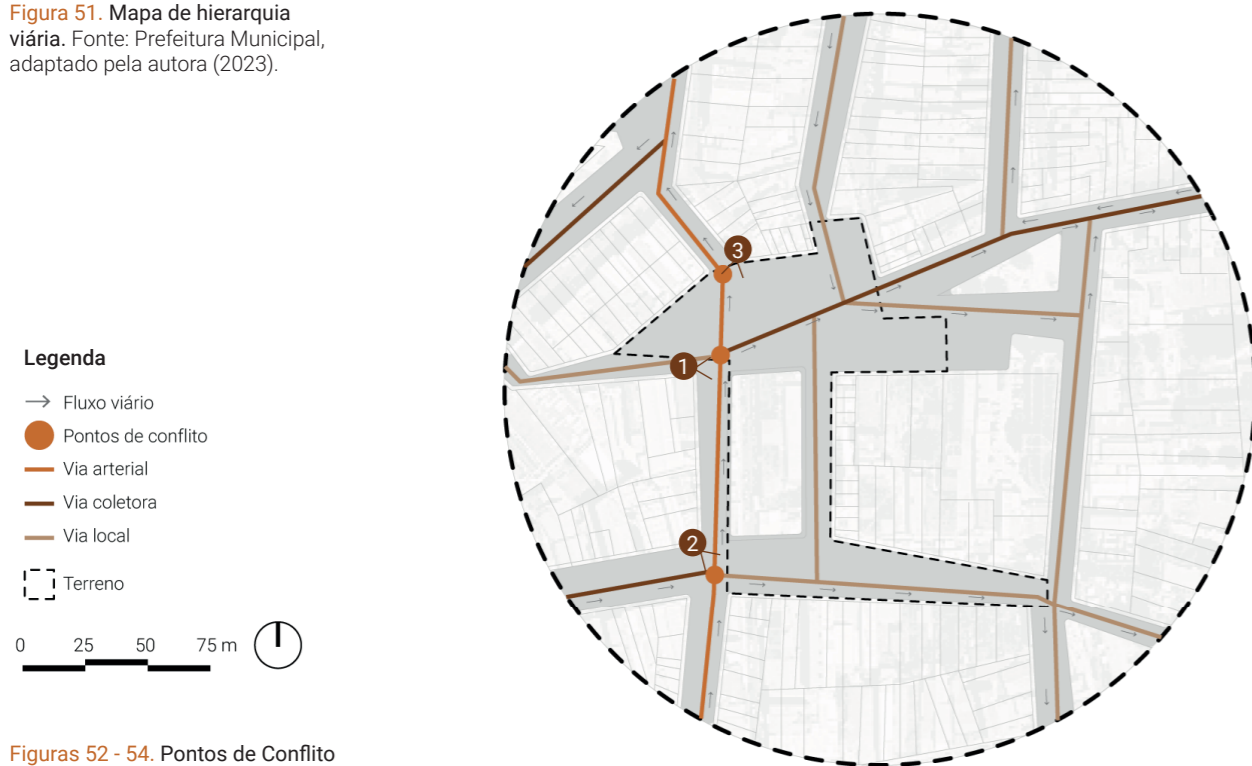 Figura 51. Mapa de hierarquia
viária. Fonte: Prefeitura Municipal,
adaptado pela autora (2023).
3
1
2
Legenda
Fluxo viário
Pontos de conflito
Via arterial
Via coletora
Via local
Terreno
0 25 50 75 m
Figuras 52 - 54. Pontos de Conflito